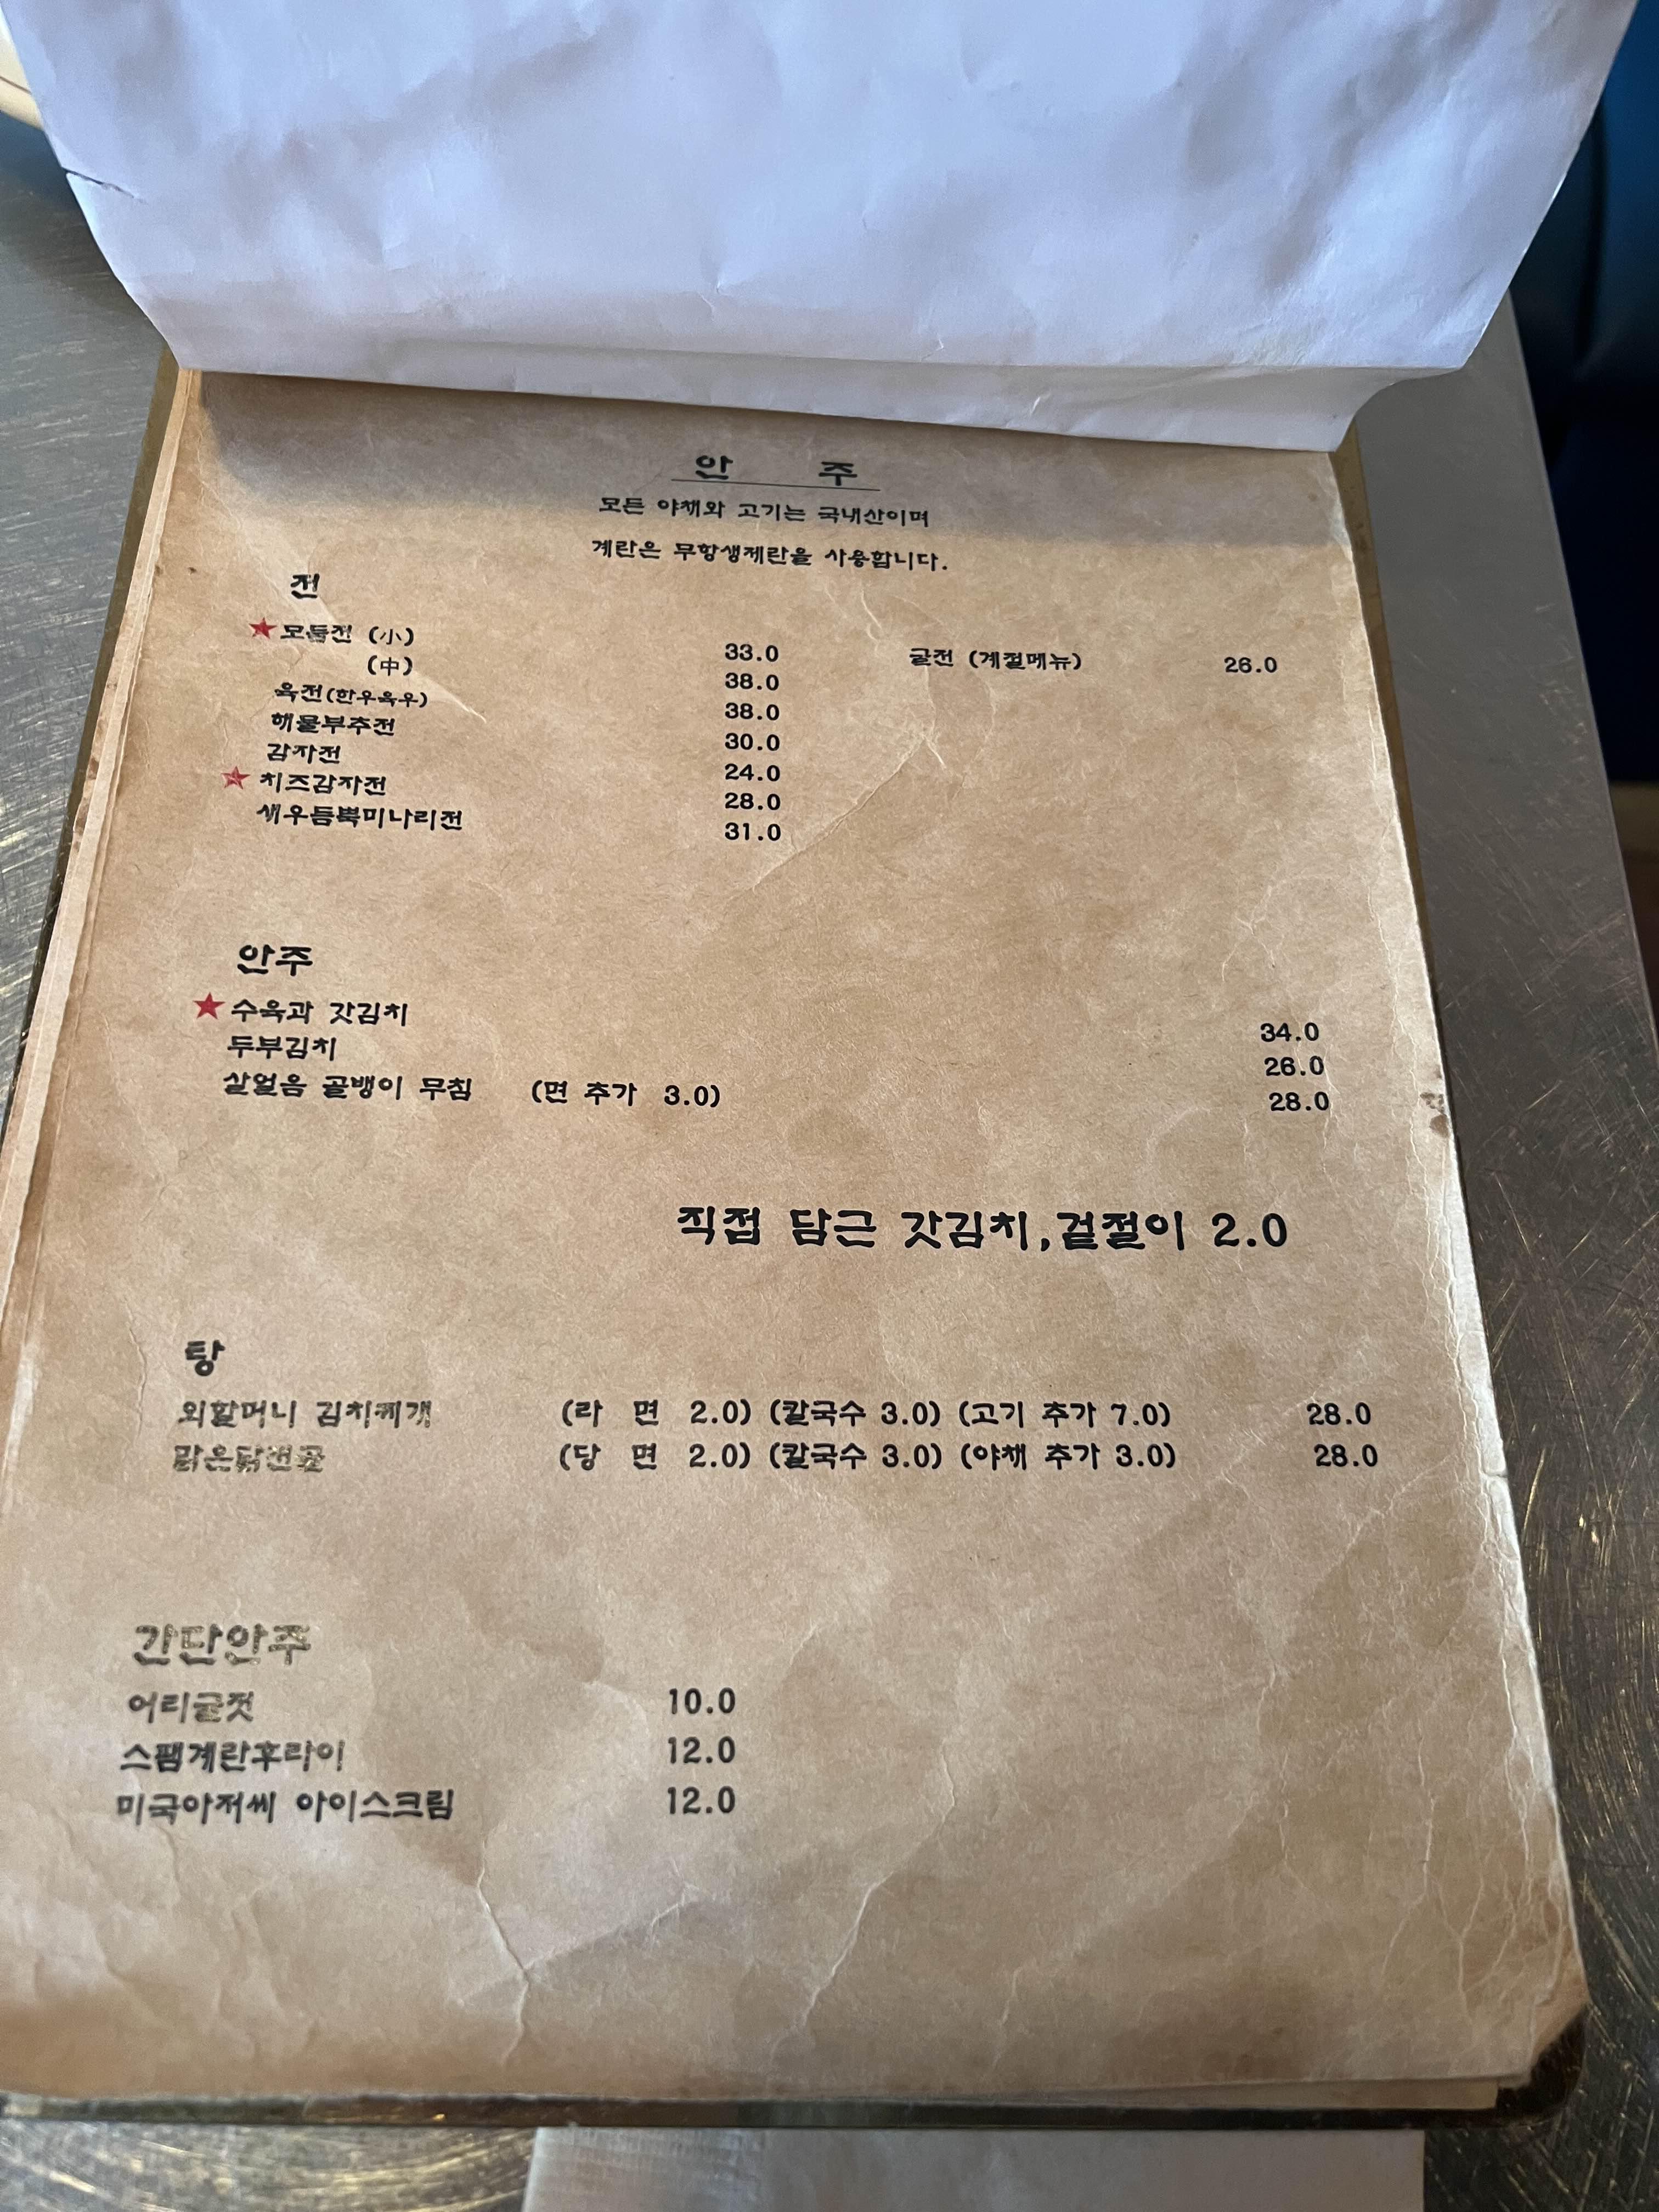 안 주
모든 야채와 고기는 국내산이며
계란은 무항생제란을 사용합니다.
전
★모듬전 (小) 33.0 굴전 (계절메뉴) 26.0
(中) 38.0
육전(한우육우) 38.0
해물부추전 30.0
감자전 24.0
★ 치즈감자전 28.0
새우듬뿍미나리전 31.0
안주
★ 수육과 갓김치 34.0
두부김치 26.0
살얼음 골뱅이 무침 (면 추가 3.0) 28.0
직접 담근 갓김치,겉절이 2.0
탕
외할머니 김치찌개 (라 면 2.0) (칼국수 3.0) (고기 추가 7.0) 28.0
맑은닭전골 (당 면 2.0) (칼국수 3.0) (야채 추가 3.0) 28.0
간단안주
어리굴젓 10.0
스팸계란후라이 12.0
미국아저씨 아이스크림 12.0